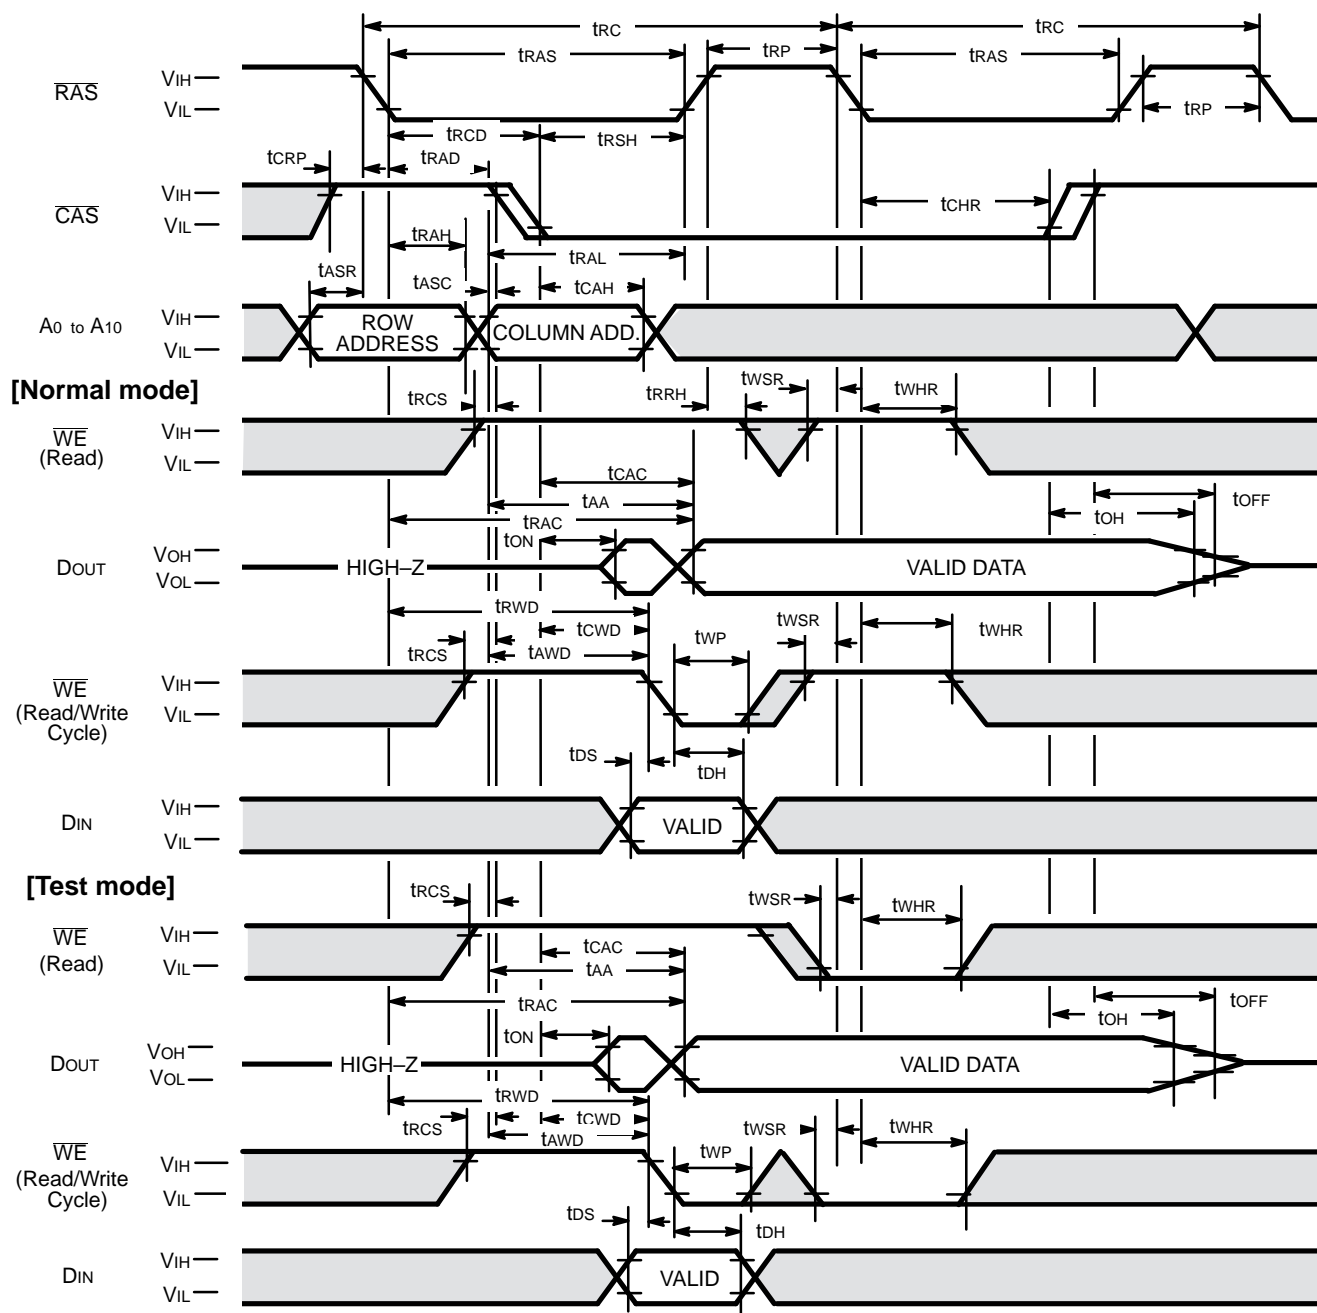 tRC tRC
tRAS tRP tRAS
RAS VIH
VIL tRP
tRCD tRSH
tCRP tRAD
CAS VIH
VIL tCHR
tRAH tRAL
tASR tASC tCAH
A0 to A10 VIH ROW
ADDRESS COLUMN ADD.
VIL
[Normal mode] tWSR
tRCS tRRH tWHR
WE VIH
(Read) VIL
tCAC
tAA tOFF
tRAC tOH
tON
DOUT VOH
VOL HIGH–Z VALID DATA
tRWD
tCWD tWP tWSR tWHR
tRCS tAWD
WE VIH
(Read/Write VIL
Cycle)
tDS tDH
DIN VIH
VIL VALID
[Test mode]
tRCS tWSR tWHR
WE VIH
(Read) VIL
tCAC
tAA
tRAC tOFF
tON tOH
DOUT VOH
VOL HIGH–Z VALID DATA
tRWD
tRCS tCWD tWSR tWHR
tAWD tWP
WE VIH
(Read/Write VIL
Cycle)
tDS tDH
DIN VIH
VIL VALID